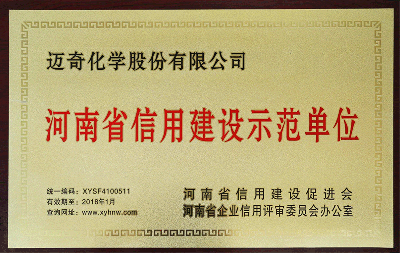 迈奇化学股份有限公司
河南省信用建设示范单位
统一编码：XYSF4100511
有效期至：2018年1月
查询网址：www.xyhnw.com
河南省信用建设促进会
河南省企业信用评审委员会办公室